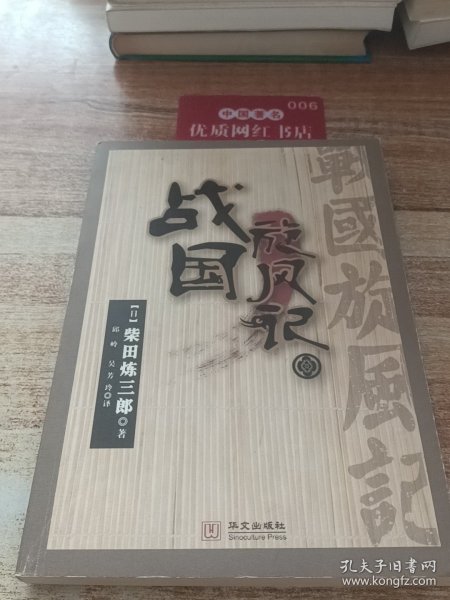 006
中国著名
优质网红书店
战国
旋风记
戰國旋風記
【日】柴田炼三郎◎著
邱岭 吴芳玲◎译
华文出版社
Sinoculture Press
孔夫子旧书网
www.kongfz.com